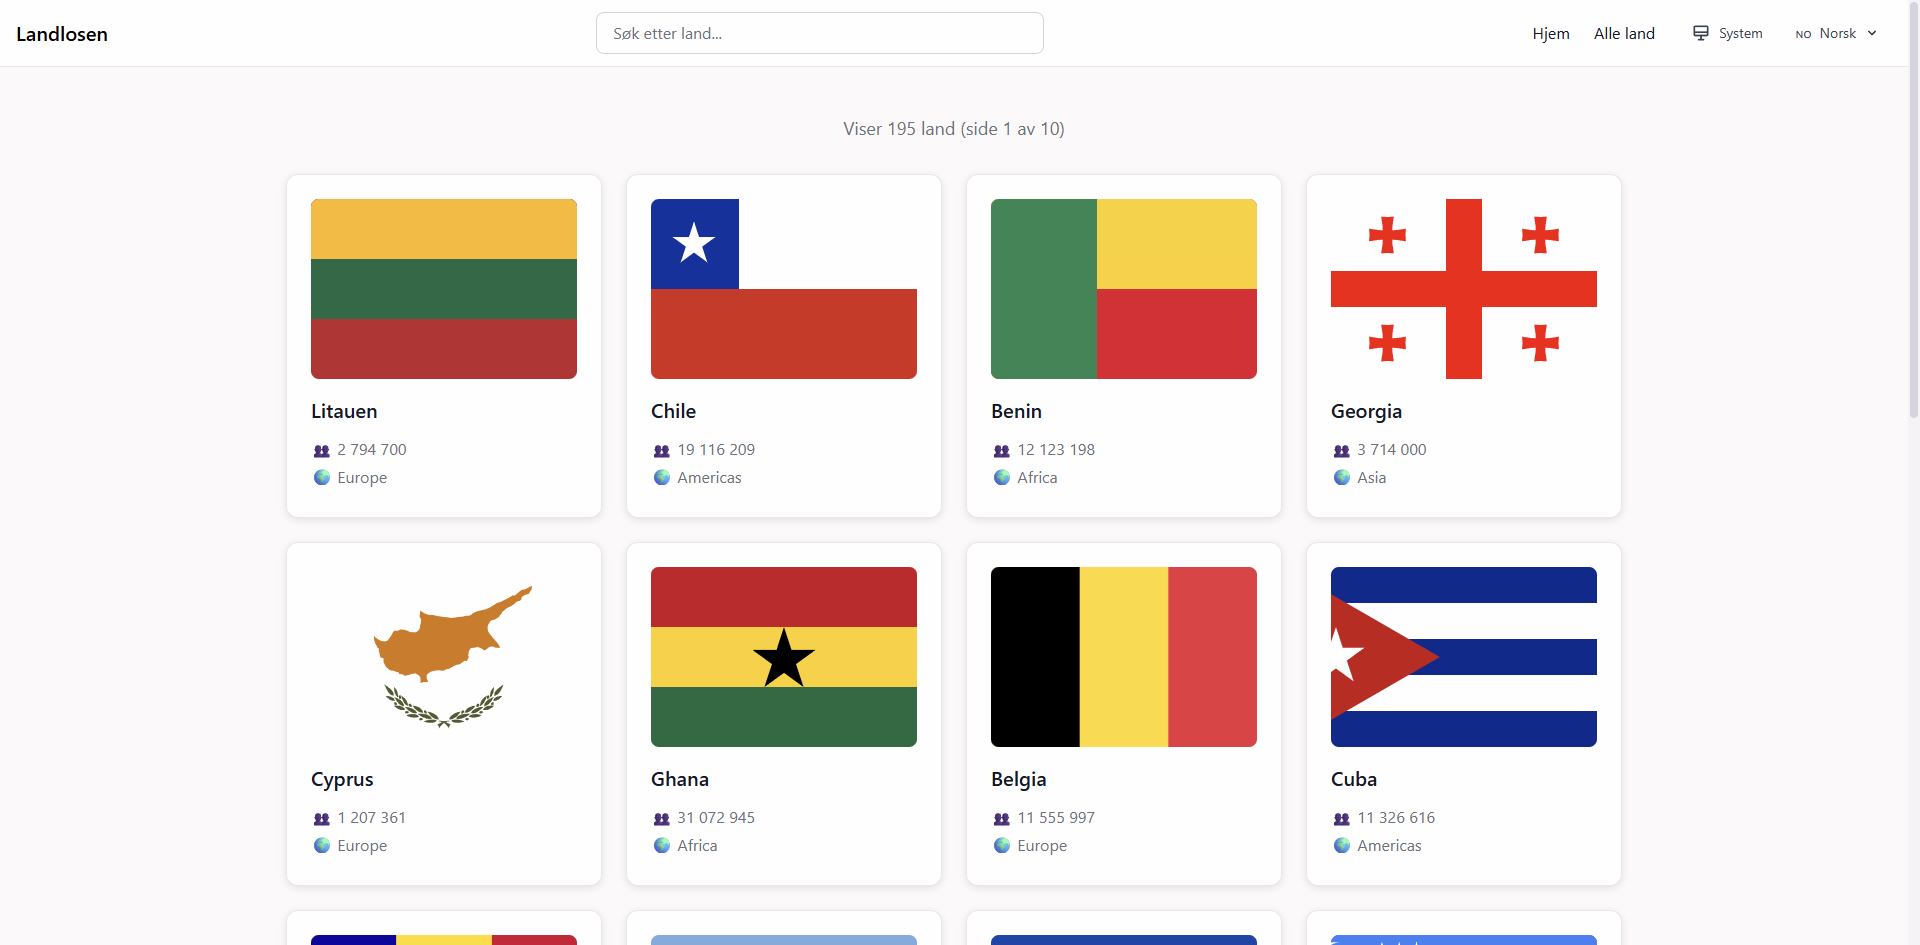 Landlosen
Søk etter land...
Hjem
Alle land
System
NO Norsk
Viser 195 land (side 1 av 10)
Litauen
2 794 700
Europe
Chile
19 116 209
Americas
Benin
12 123 198
Africa
Georgia
3 714 000
Asia
Cyprus
1 207 361
Europe
Ghana
31 072 945
Africa
Belgia
11 555 997
Europe
Cuba
11 326 616
Americas